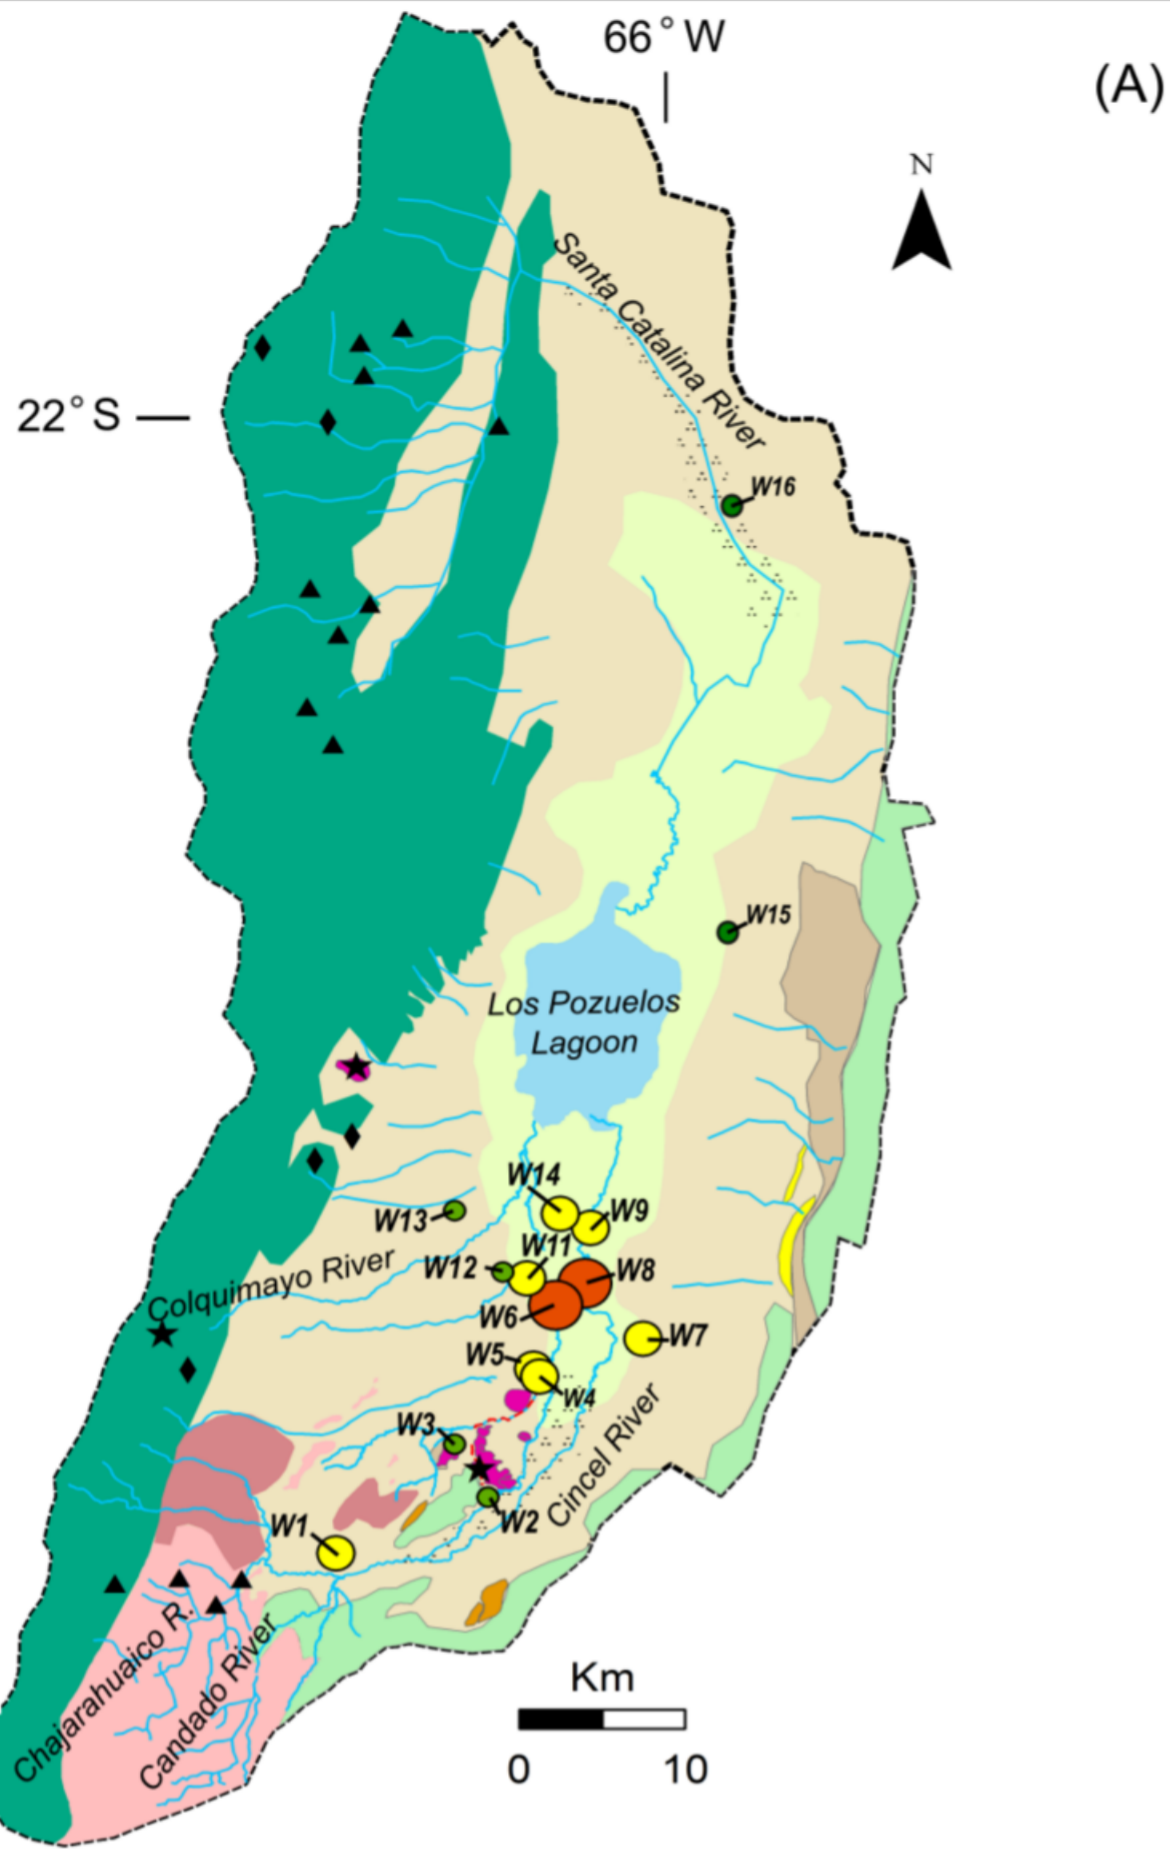 66°W
(A)
N
Santa Catalina River
22°S
W16
W15
Los Pozuelos
Lagoon
W14
W13
W9
W11
Colquimayo River
W12
W8
W6
W7
W5
W4
W3
Cincel River
W2
W1
Chajarahuaico R.
Candado River
Km
0 10